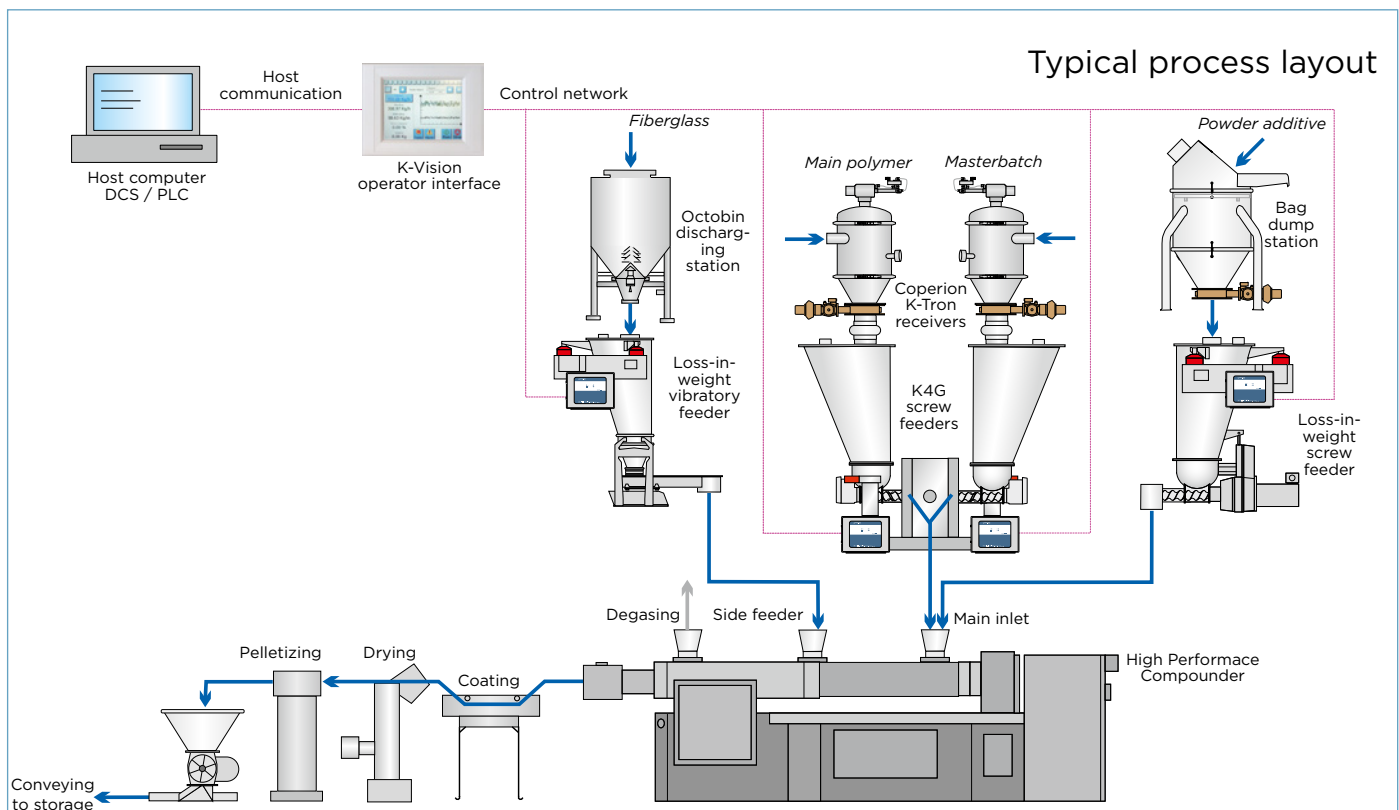 Typical process layout
Host
communication
Control network
Host computer
DCS / PLC
K-Vision
operator interface
Fiberglass
Octobin
discharg-
ing
station
Loss-in-
weight
vibratory
feeder
Main polymer
Masterbatch
Coperion
K-Tron
receivers
K4G
screw
feeders
Powder additive
Bag
dump
station
Loss-in-
weight
screw
feeder
Degasing
Side feeder
Main inlet
High Performace
Compounder
Pelletizing
Drying
Coating
Conveying
to storage